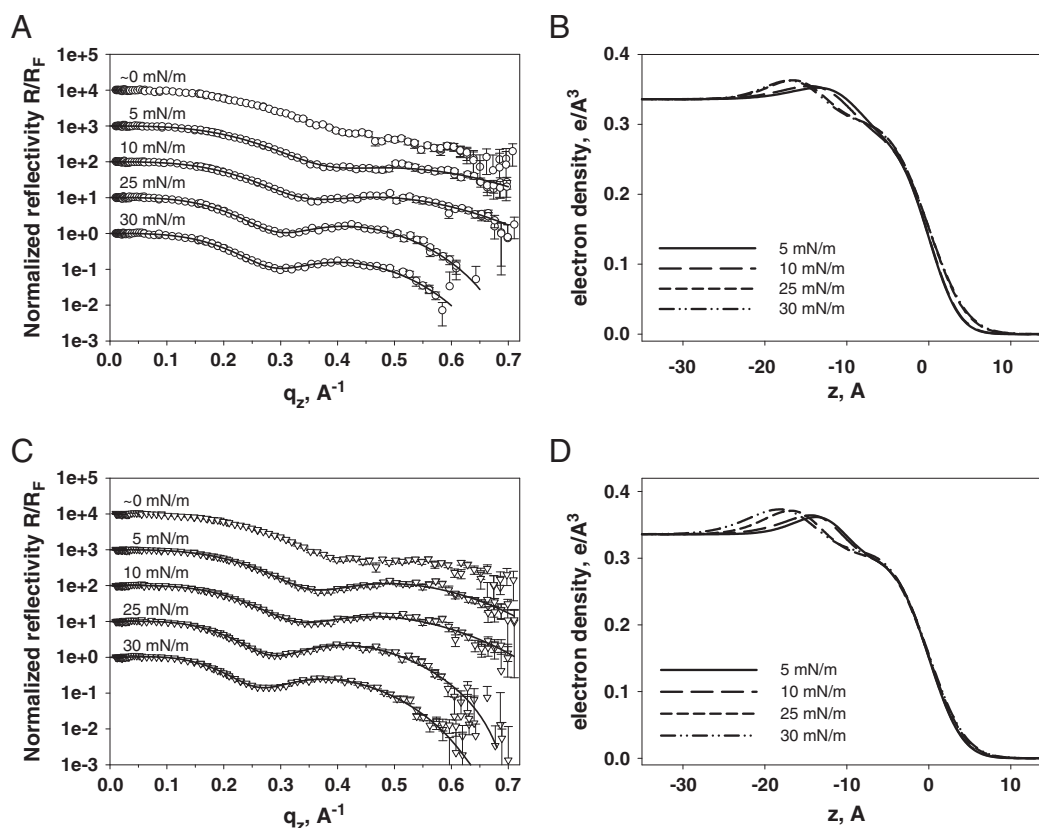 A
Normalized reflectivity R/R_F
1e+5
1e+4
1e+3
1e+2
1e+1
1e+0
1e-1
1e-2
1e-3
~0 mN/m
5 mN/m
10 mN/m
25 mN/m
30 mN/m
0.0 0.1 0.2 0.3 0.4 0.5 0.6 0.7
q_z, A^-1
B
electron density, e/A^3
0.4
0.3
0.2
0.1
0.0
5 mN/m
10 mN/m
25 mN/m
30 mN/m
-30 -20 -10 0 10
z, A
C
Normalized reflectivity R/R_F
1e+5
1e+4
1e+3
1e+2
1e+1
1e+0
1e-1
1e-2
1e-3
~0 mN/m
5 mN/m
10 mN/m
25 mN/m
30 mN/m
0.0 0.1 0.2 0.3 0.4 0.5 0.6 0.7
q_z, A^-1
D
electron density, e/A^3
0.4
0.3
0.2
0.1
0.0
5 mN/m
10 mN/m
25 mN/m
30 mN/m
-30 -20 -10 0 10
z, A